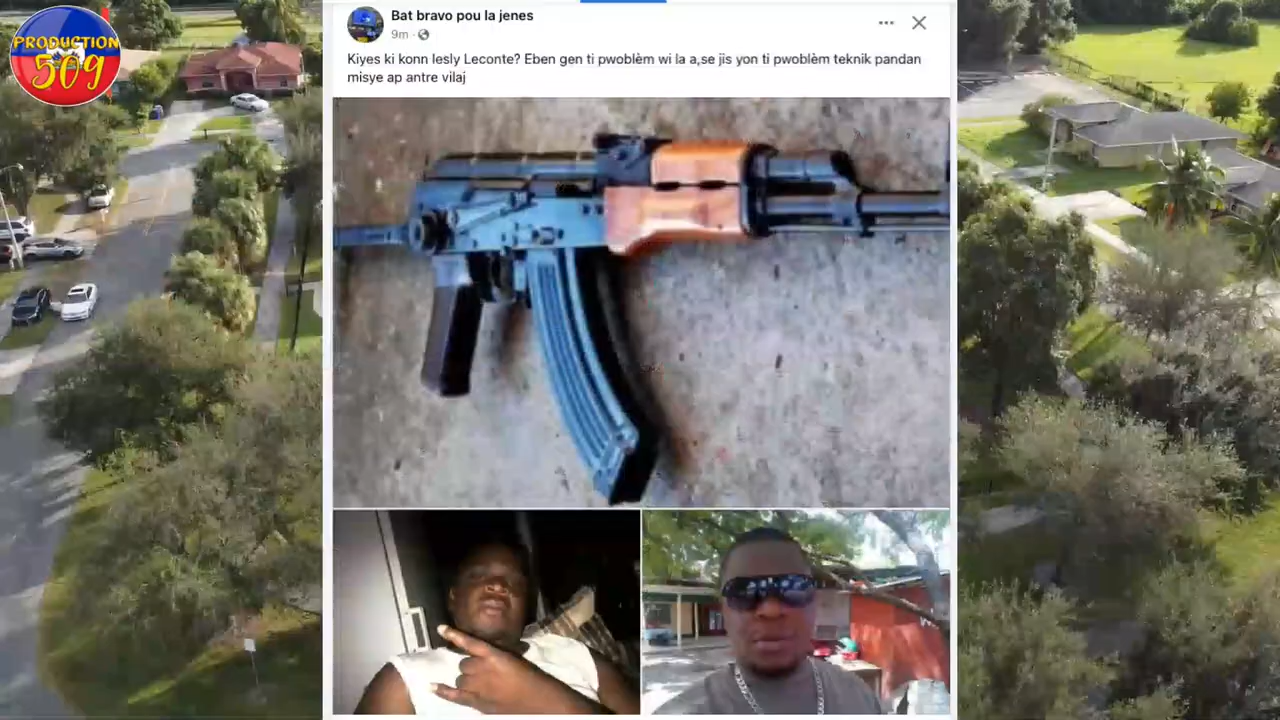 PRODUCTION
509
Bat bravo pou la jenes
9m ·
Kiyes ki konn lesly Leconte? Eben gen ti pwoblèm wi la a,se jis yon ti pwoblèm teknik pandan
misye ap antre vilaj